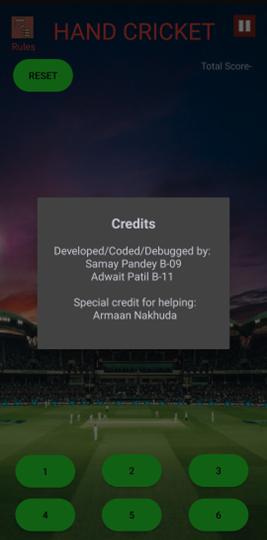 HAND CRICKET
Rules
RESET
Total Score-
Credits
Developed/Coded/Debugged by:
Samay Pandey B-09
Adwait Patil B-11
Special credit for helping:
Armaan Nakhuda
1
2
3
4
5
6